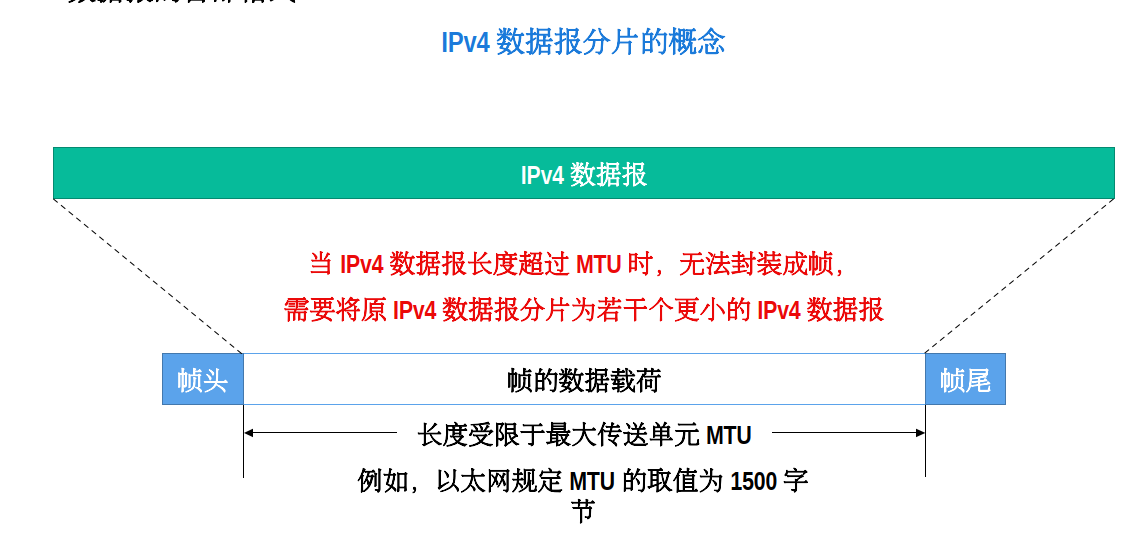 IPv4 数据报分片的概念
IPv4 数据报
当 IPv4 数据报长度超过 MTU 时，无法封装成帧，
需要将原 IPv4 数据报分片为若干个更小的 IPv4 数据报
帧头 帧的数据载荷 帧尾
长度受限于最大传送单元 MTU
例如，以太网规定 MTU 的取值为 1500 字
节